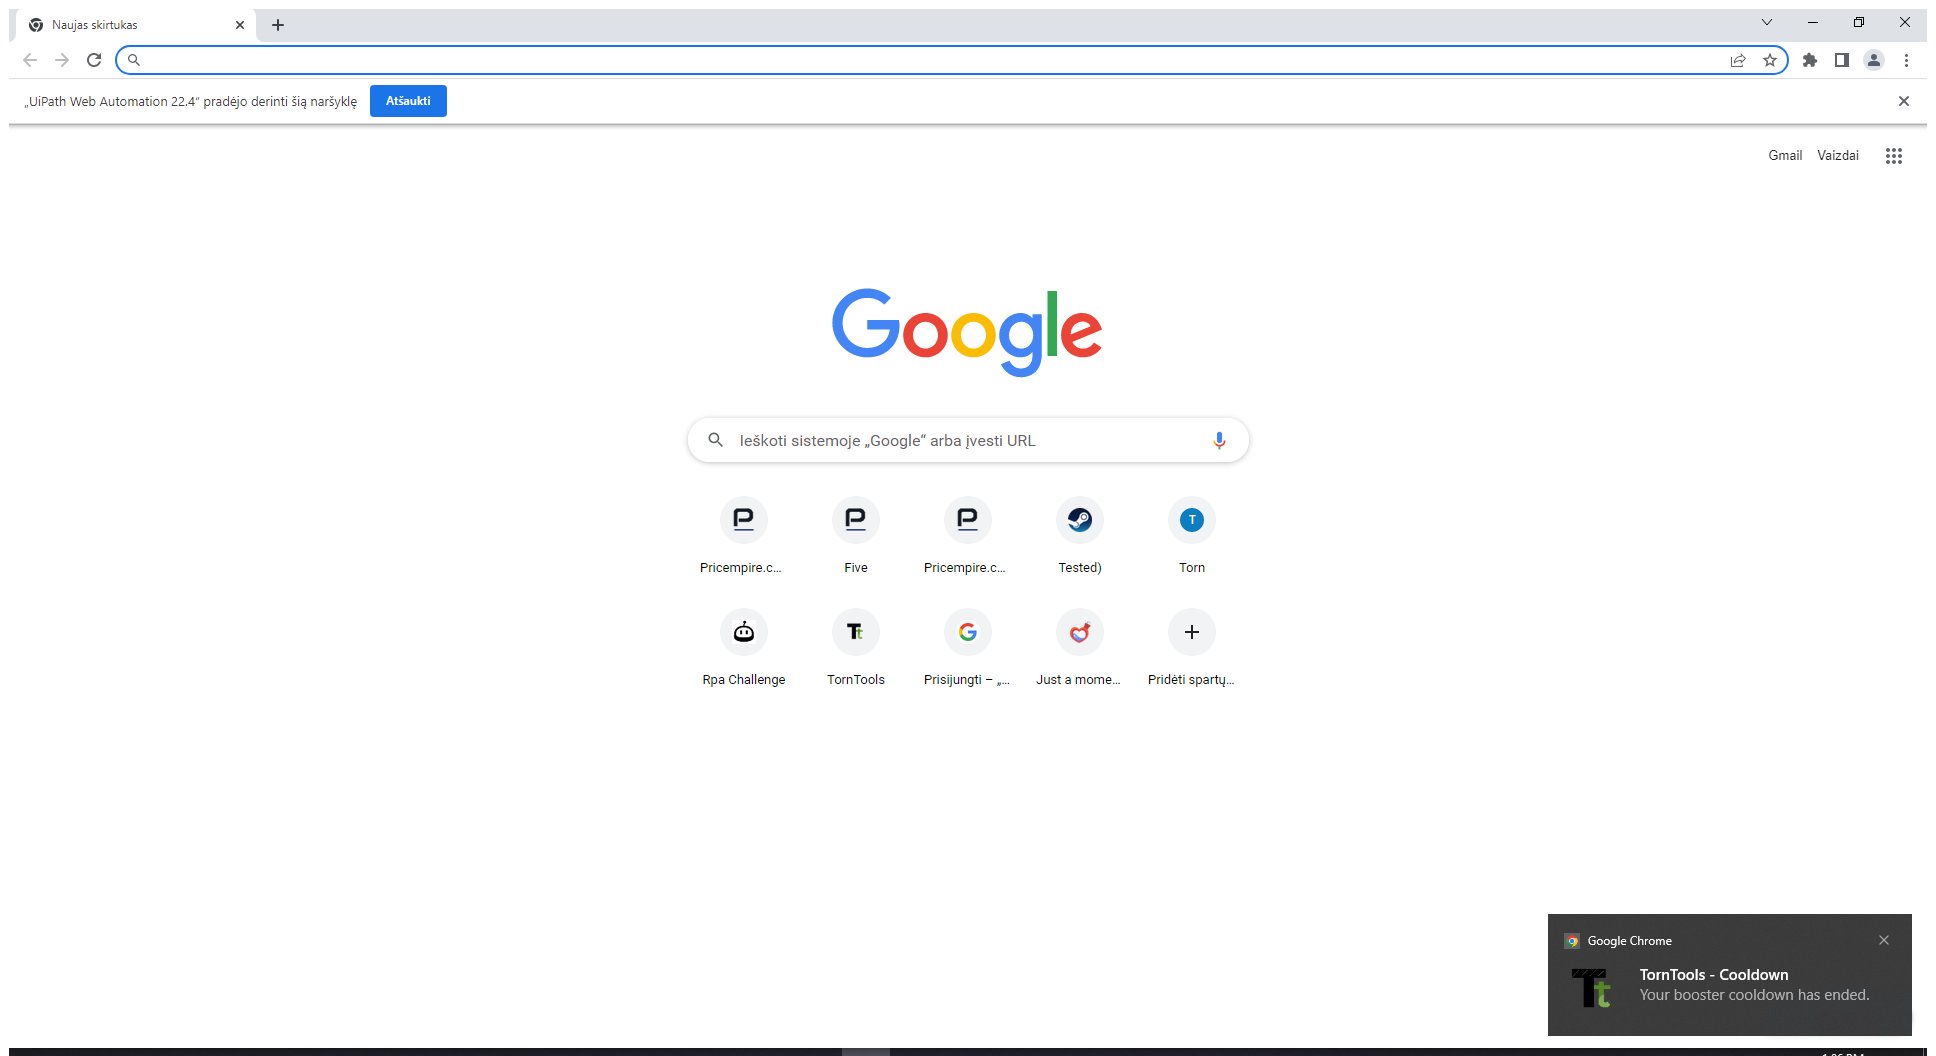 Naujas skirtukas
„UiPath Web Automation 22.4“ pradėjo derinti šią naršyklę
Atšaukti
Gmail
Vaizdai
Google
Ieškoti sistemoje „Google“ arba įvesti URL
Pricempire.c...
Five
Pricempire.c...
Tested)
T
Torn
Rpa Challenge
Tt
TornTools
G
Prisijungti – „...
Just a mome...
Pridėti spartų...
Google Chrome
Tt
TornTools - Cooldown
Your booster cooldown has ended.